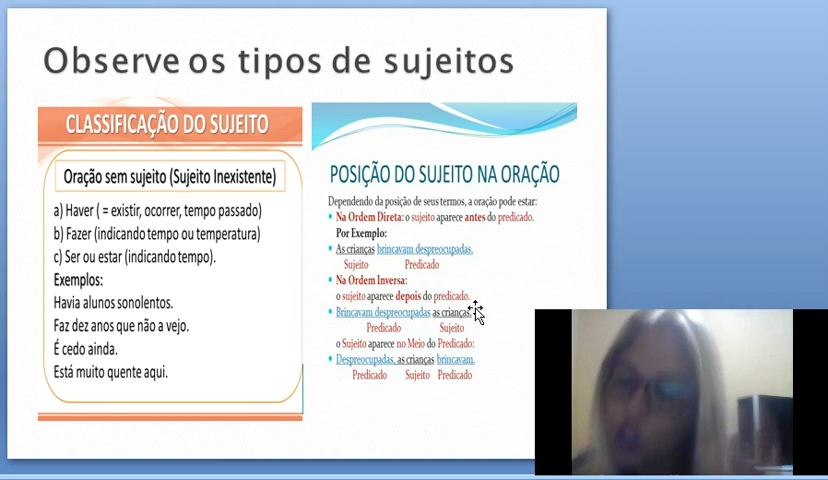 Observe os tipos de sujeitos
CLASSIFICAÇÃO DO SUJEITO
Oração sem sujeito (Sujeito Inexistente)
a) Haver ( = existir, ocorrer, tempo passado)
b) Fazer (indicando tempo ou temperatura)
c) Ser ou estar (indicando tempo).
Exemplos:
Havia alunos sonolentos.
Faz dez anos que não a vejo.
É cedo ainda.
Está muito quente aqui.
POSIÇÃO DO SUJEITO NA ORAÇÃO
Dependendo da posição de seus termos, a oração pode estar:
• Na Ordem Direta: o sujeito aparece antes do predicado.
Por Exemplo:
• As crianças brincavam despreocupadas.
Sujeito Predicado
• Na Ordem Inversa:
o sujeito aparece depois do predicado.
• Brincavam despreocupadas as crianças.
Predicado Sujeito
o Sujeito aparece no Meio do Predicado:
• Despreocupadas, as crianças brincavam.
Predicado Sujeito Predicado